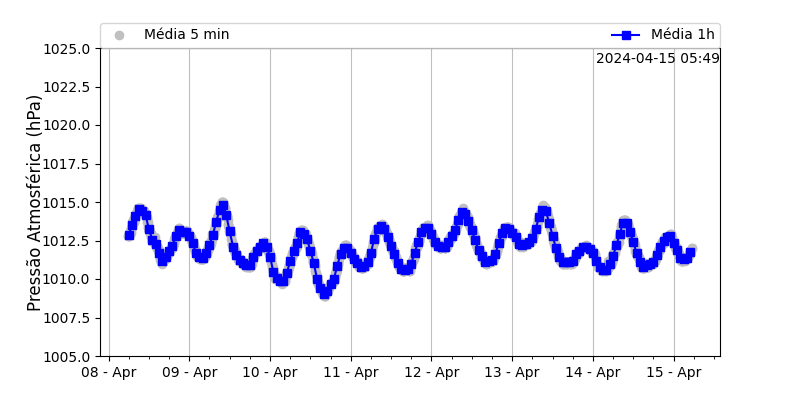 Média 5 min
Média 1h
2024-04-15 05:49
Pressão Atmosférica (hPa)
1025.0
1022.5
1020.0
1017.5
1015.0
1012.5
1010.0
1007.5
1005.0
08 - Apr
09 - Apr
10 - Apr
11 - Apr
12 - Apr
13 - Apr
14 - Apr
15 - Apr